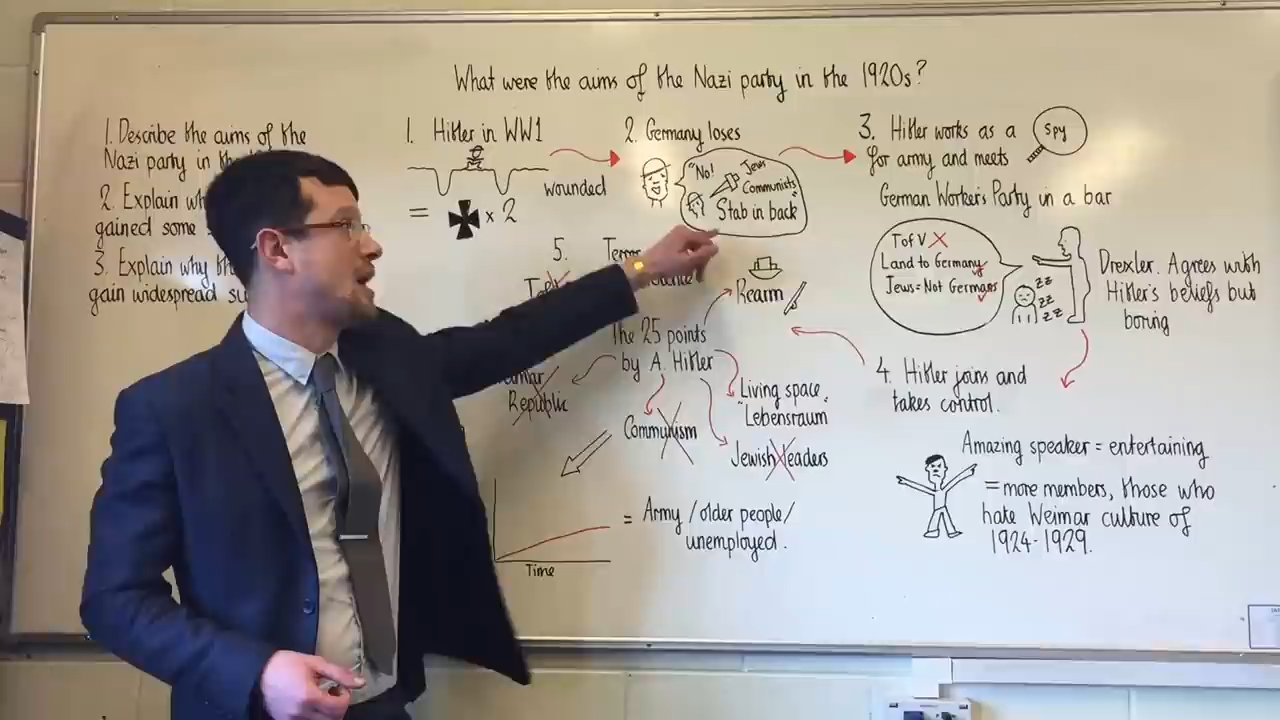 What were the aims of the Nazi party in the 1920s?
1. Describe the aims of the
Nazi party in the
2. Explain
gained some
3. Explain why
gain widespread
1. Hitler in WW1
wounded
= x 2
2. Germany loses
"No!
Jews
Communists
Stab in back"
3. Hitler works as a
for army and meets
Spy
German Worker's Party in a bar
T of V X
Land to Germany
Jews = Not Germans
zz
zz
zz
Drexler. Agrees with
Hitler's beliefs but
boring
4. Hitler joins and
takes control.
Amazing speaker = entertaining
= more members, those who
hate Weimar culture of
1924-1929.
5.
Rearm
The 25 points
by A. Hitler
Republic
Living space
"Lebensraum"
Communism
Jewish leaders
= Army / older people /
unemployed.
Time